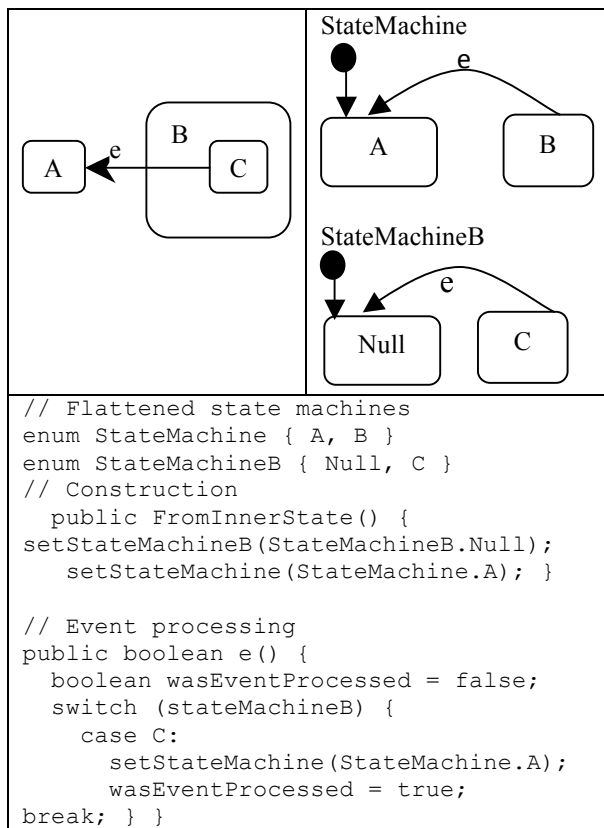 StateMachine
e
A
B
B
e
A
C
StateMachineB
e
Null
C
// Flattened state machines
enum StateMachine { A, B }
enum StateMachineB { Null, C }
// Construction
  public FromInnerState() {
setStateMachineB(StateMachineB.Null);
   setStateMachine(StateMachine.A); }

// Event processing
public boolean e() {
  boolean wasEventProcessed = false;
  switch (stateMachineB) {
    case C:
      setStateMachine(StateMachine.A);
      wasEventProcessed = true;
break; } }